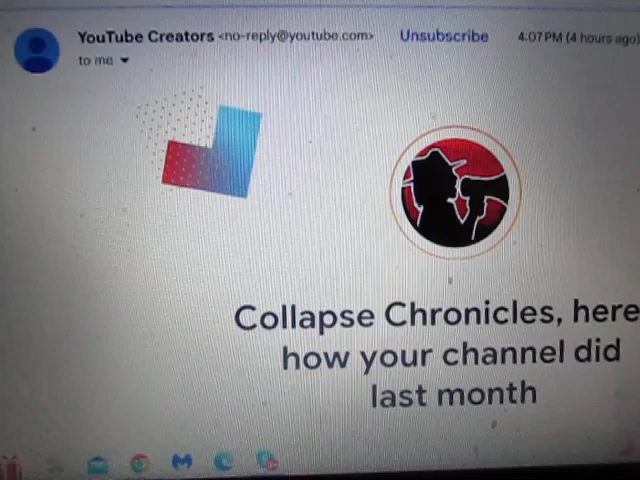 YouTube Creators <no-reply@youtube.com> Unsubscribe 4:07 PM (4 hours ago)
to me
Collapse Chronicles, here
how your channel did
last month